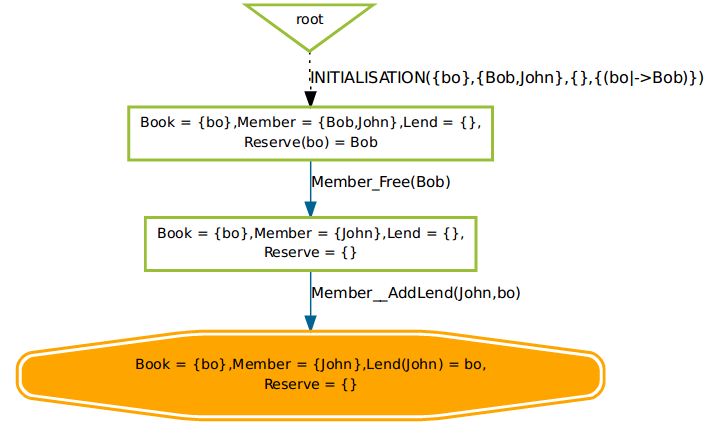 root
INITIALISATION({bo},{Bob,John},{},{(bo|->Bob)})
Book = {bo},Member = {Bob,John},Lend = {},
Reserve(bo) = Bob
Member_Free(Bob)
Book = {bo},Member = {John},Lend = {},
Reserve = {}
Member__AddLend(John,bo)
Book = {bo},Member = {John},Lend(John) = bo,
Reserve = {}